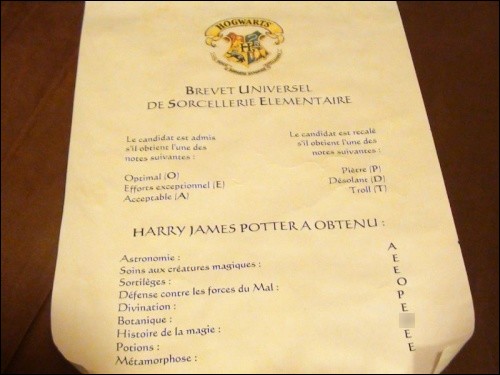 HOGWARTS
BREVET UNIVERSEL
DE SORCELLERIE ELEMENTAIRE
Le candidat est admis
s'il obtient l'une des
notes suivantes :
Optimal (O)
Efforts exceptionnel (E)
Acceptable (A)
Le candidat est recalé
s'il obtient l'une des
notes suivantes :
Piètre (P)
Désolant (D)
Troll (T)
HARRY JAMES POTTER A OBTENU :
Astronomie : A
Soins aux créatures magiques : E
Sortilèges : E
Défense contre les forces du Mal : O
Divination : P
Botanique : E
Histoire de la magie :
Potions : E
Métamorphose : E